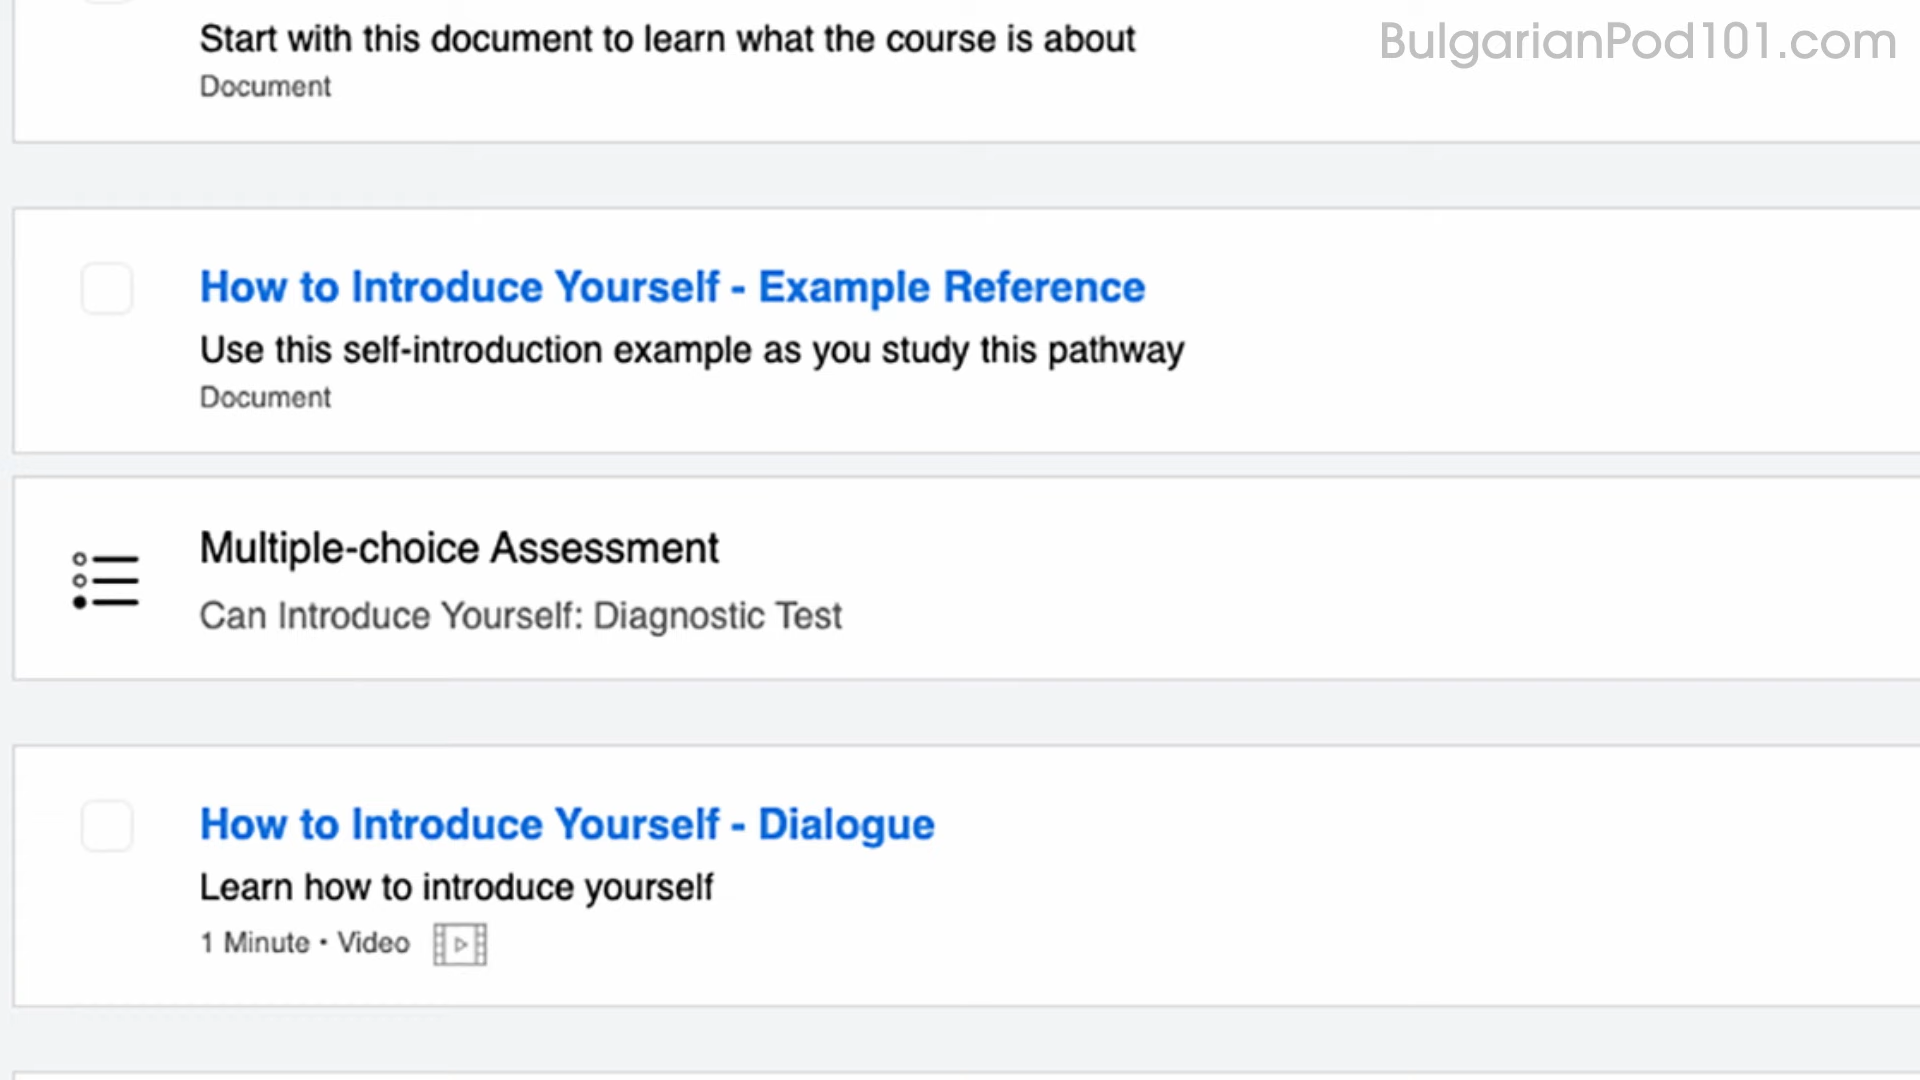 Start with this document to learn what the course is about
BulgarianPod101.com
Document
How to Introduce Yourself - Example Reference
Use this self-introduction example as you study this pathway
Document
Multiple-choice Assessment
Can Introduce Yourself: Diagnostic Test
How to Introduce Yourself - Dialogue
Learn how to introduce yourself
1 Minute • Video